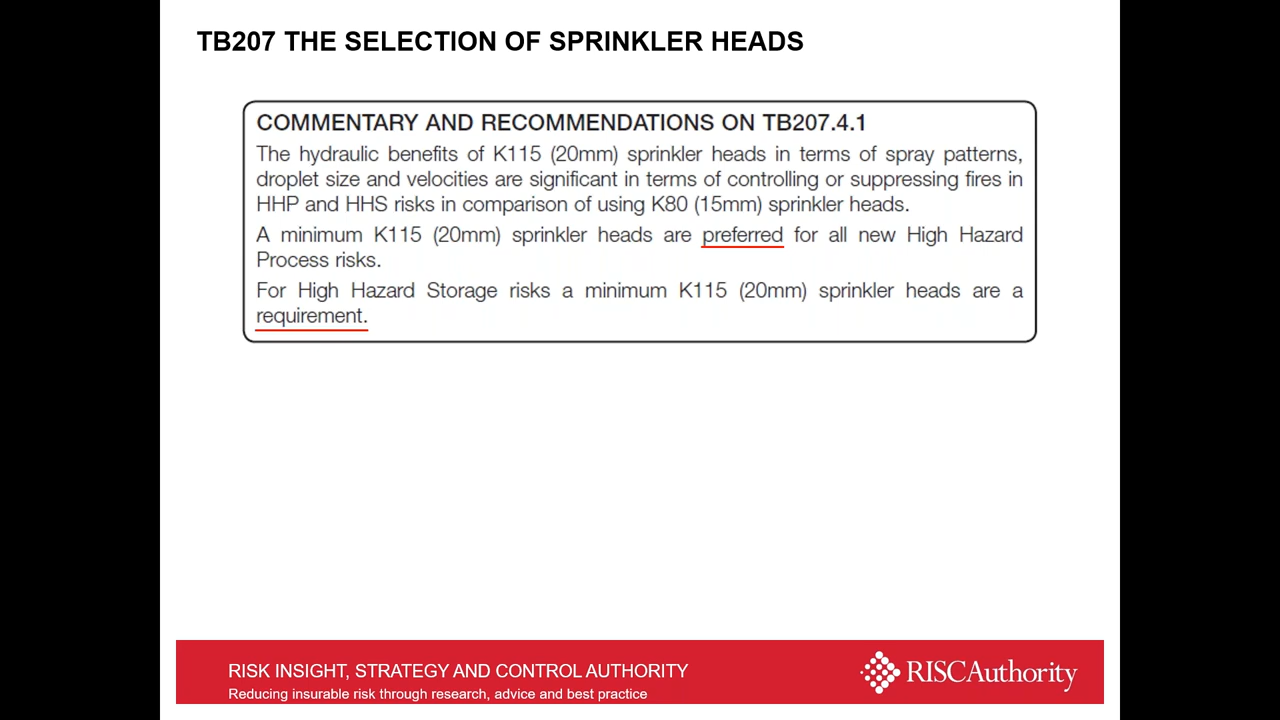 TB207 THE SELECTION OF SPRINKLER HEADS
COMMENTARY AND RECOMMENDATIONS ON TB207.4.1
The hydraulic benefits of K115 (20mm) sprinkler heads in terms of spray patterns,
droplet size and velocities are significant in terms of controlling or suppressing fires in
HHP and HHS risks in comparison of using K80 (15mm) sprinkler heads.
A minimum K115 (20mm) sprinkler heads are preferred for all new High Hazard
Process risks.
For High Hazard Storage risks a minimum K115 (20mm) sprinkler heads are a
requirement.
RISK INSIGHT, STRATEGY AND CONTROL AUTHORITY
Reducing insurable risk through research, advice and best practice
RISCAuthority